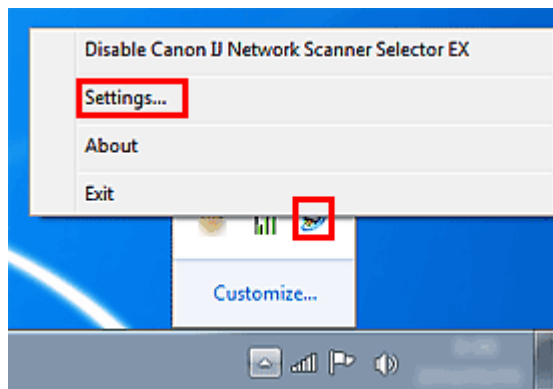 Disable Canon IJ Network Scanner Selector EX
Settings...
About
Exit
Customize...